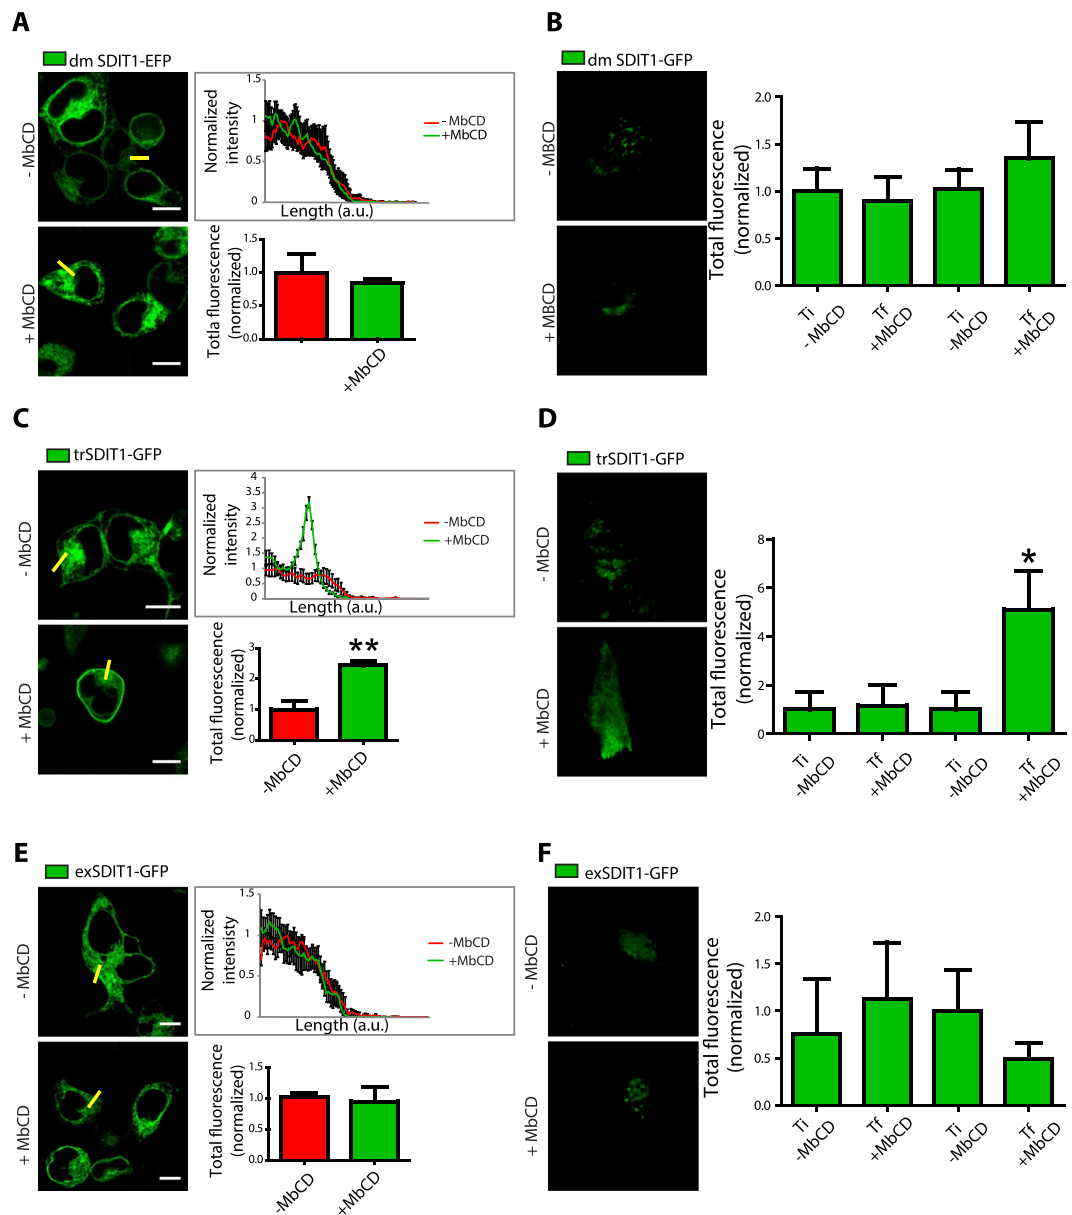 A
dm SDIT1-EFP
- MbCD
+ MbCD
Normalized
intensity
1.5
1.0
0.5
0
- MbCD
+MbCD
Length (a.u.)
Totla fluorescence
(normalized)
1.5
1.0
0.5
0.0
+MbCD
B
dm SDIT1-GFP
- MBCD
+ MBCD
Total fluorescence
(normalized)
2.0
1.5
1.0
0.5
0.0
Ti
- MbCD
Tf
+MbCD
Ti
-MbCD
Tf
+MbCD
C
trSDIT1-GFP
- MbCD
+ MbCD
Normalized
intensity
4
3.5
3
2.5
2
1.5
1
0.5
0
-MbCD
+MbCD
Length (a.u.)
Total fluoresceence
(normalized)
3
2
1
0
**
-MbCD
+MbCD
D
trSDIT1-GFP
- MbCD
+ MbCD
Total fluorescence
(normalized)
8
6
4
2
0
*
Ti
-MbCD
Tf
+MbCD
Ti
-MbCD
Tf
+MbCD
E
exSDIT1-GFP
- MbCD
+ MbCD
Normalized
intensisty
1.5
1
0.5
0
-MbCD
+MbCD
Length (a.u.)
Total fluorescence
(normalized)
1.5
1.0
0.5
0.0
-MbCD
+MbCD
F
exSDIT1-GFP
- MbCD
+ MbCD
Total fluorescence
(normalized)
2.0
1.5
1.0
0.5
0.0
Ti
-MbCD
Tf
+MbCD
Ti
-MbCD
Tf
+MbCD